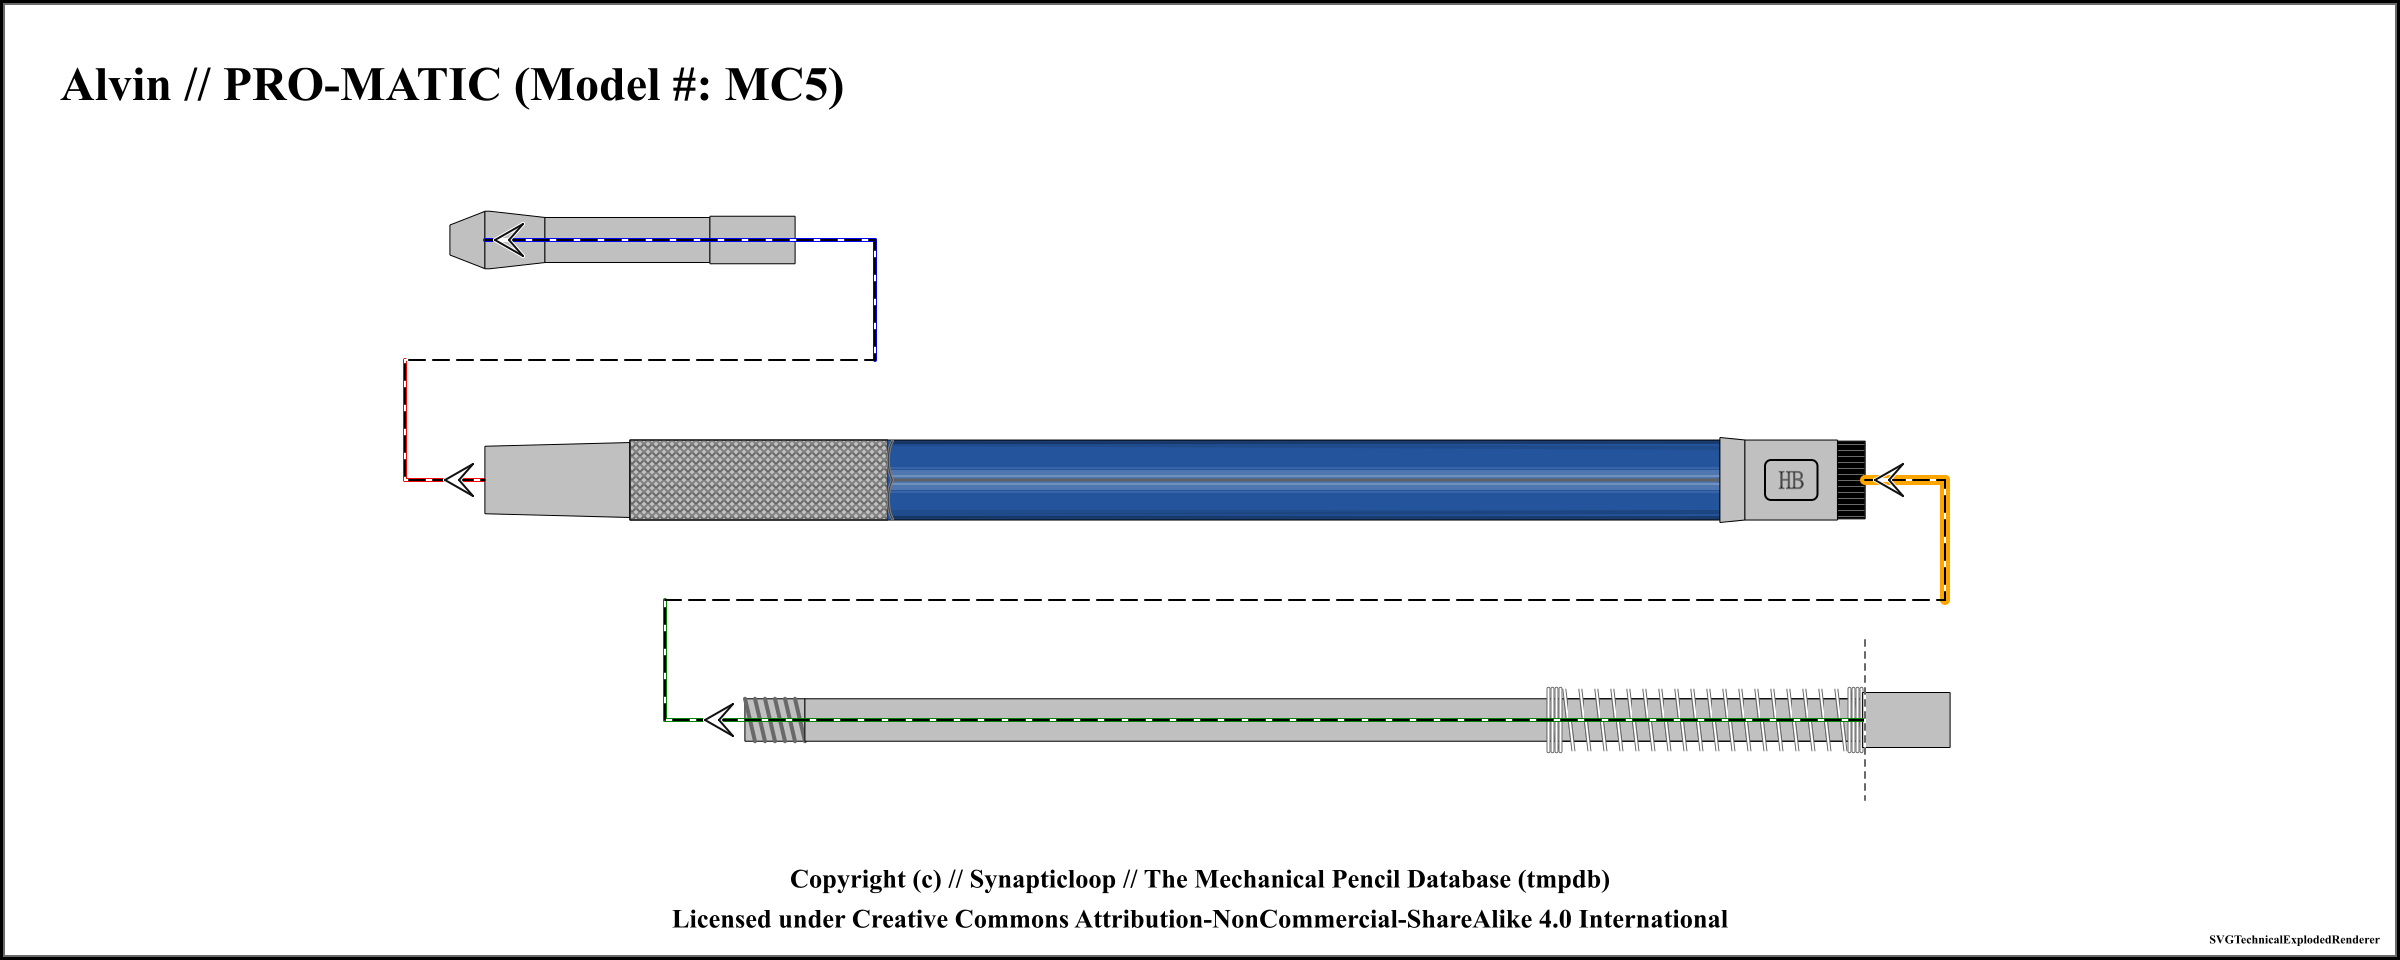 Alvin // PRO-MATIC (Model #: MC5)
HB
Copyright (c) // Synapticloop // The Mechanical Pencil Database (tmpdb)
Licensed under Creative Commons Attribution-NonCommercial-ShareAlike 4.0 International
SVGTechnicalExplodedRenderer